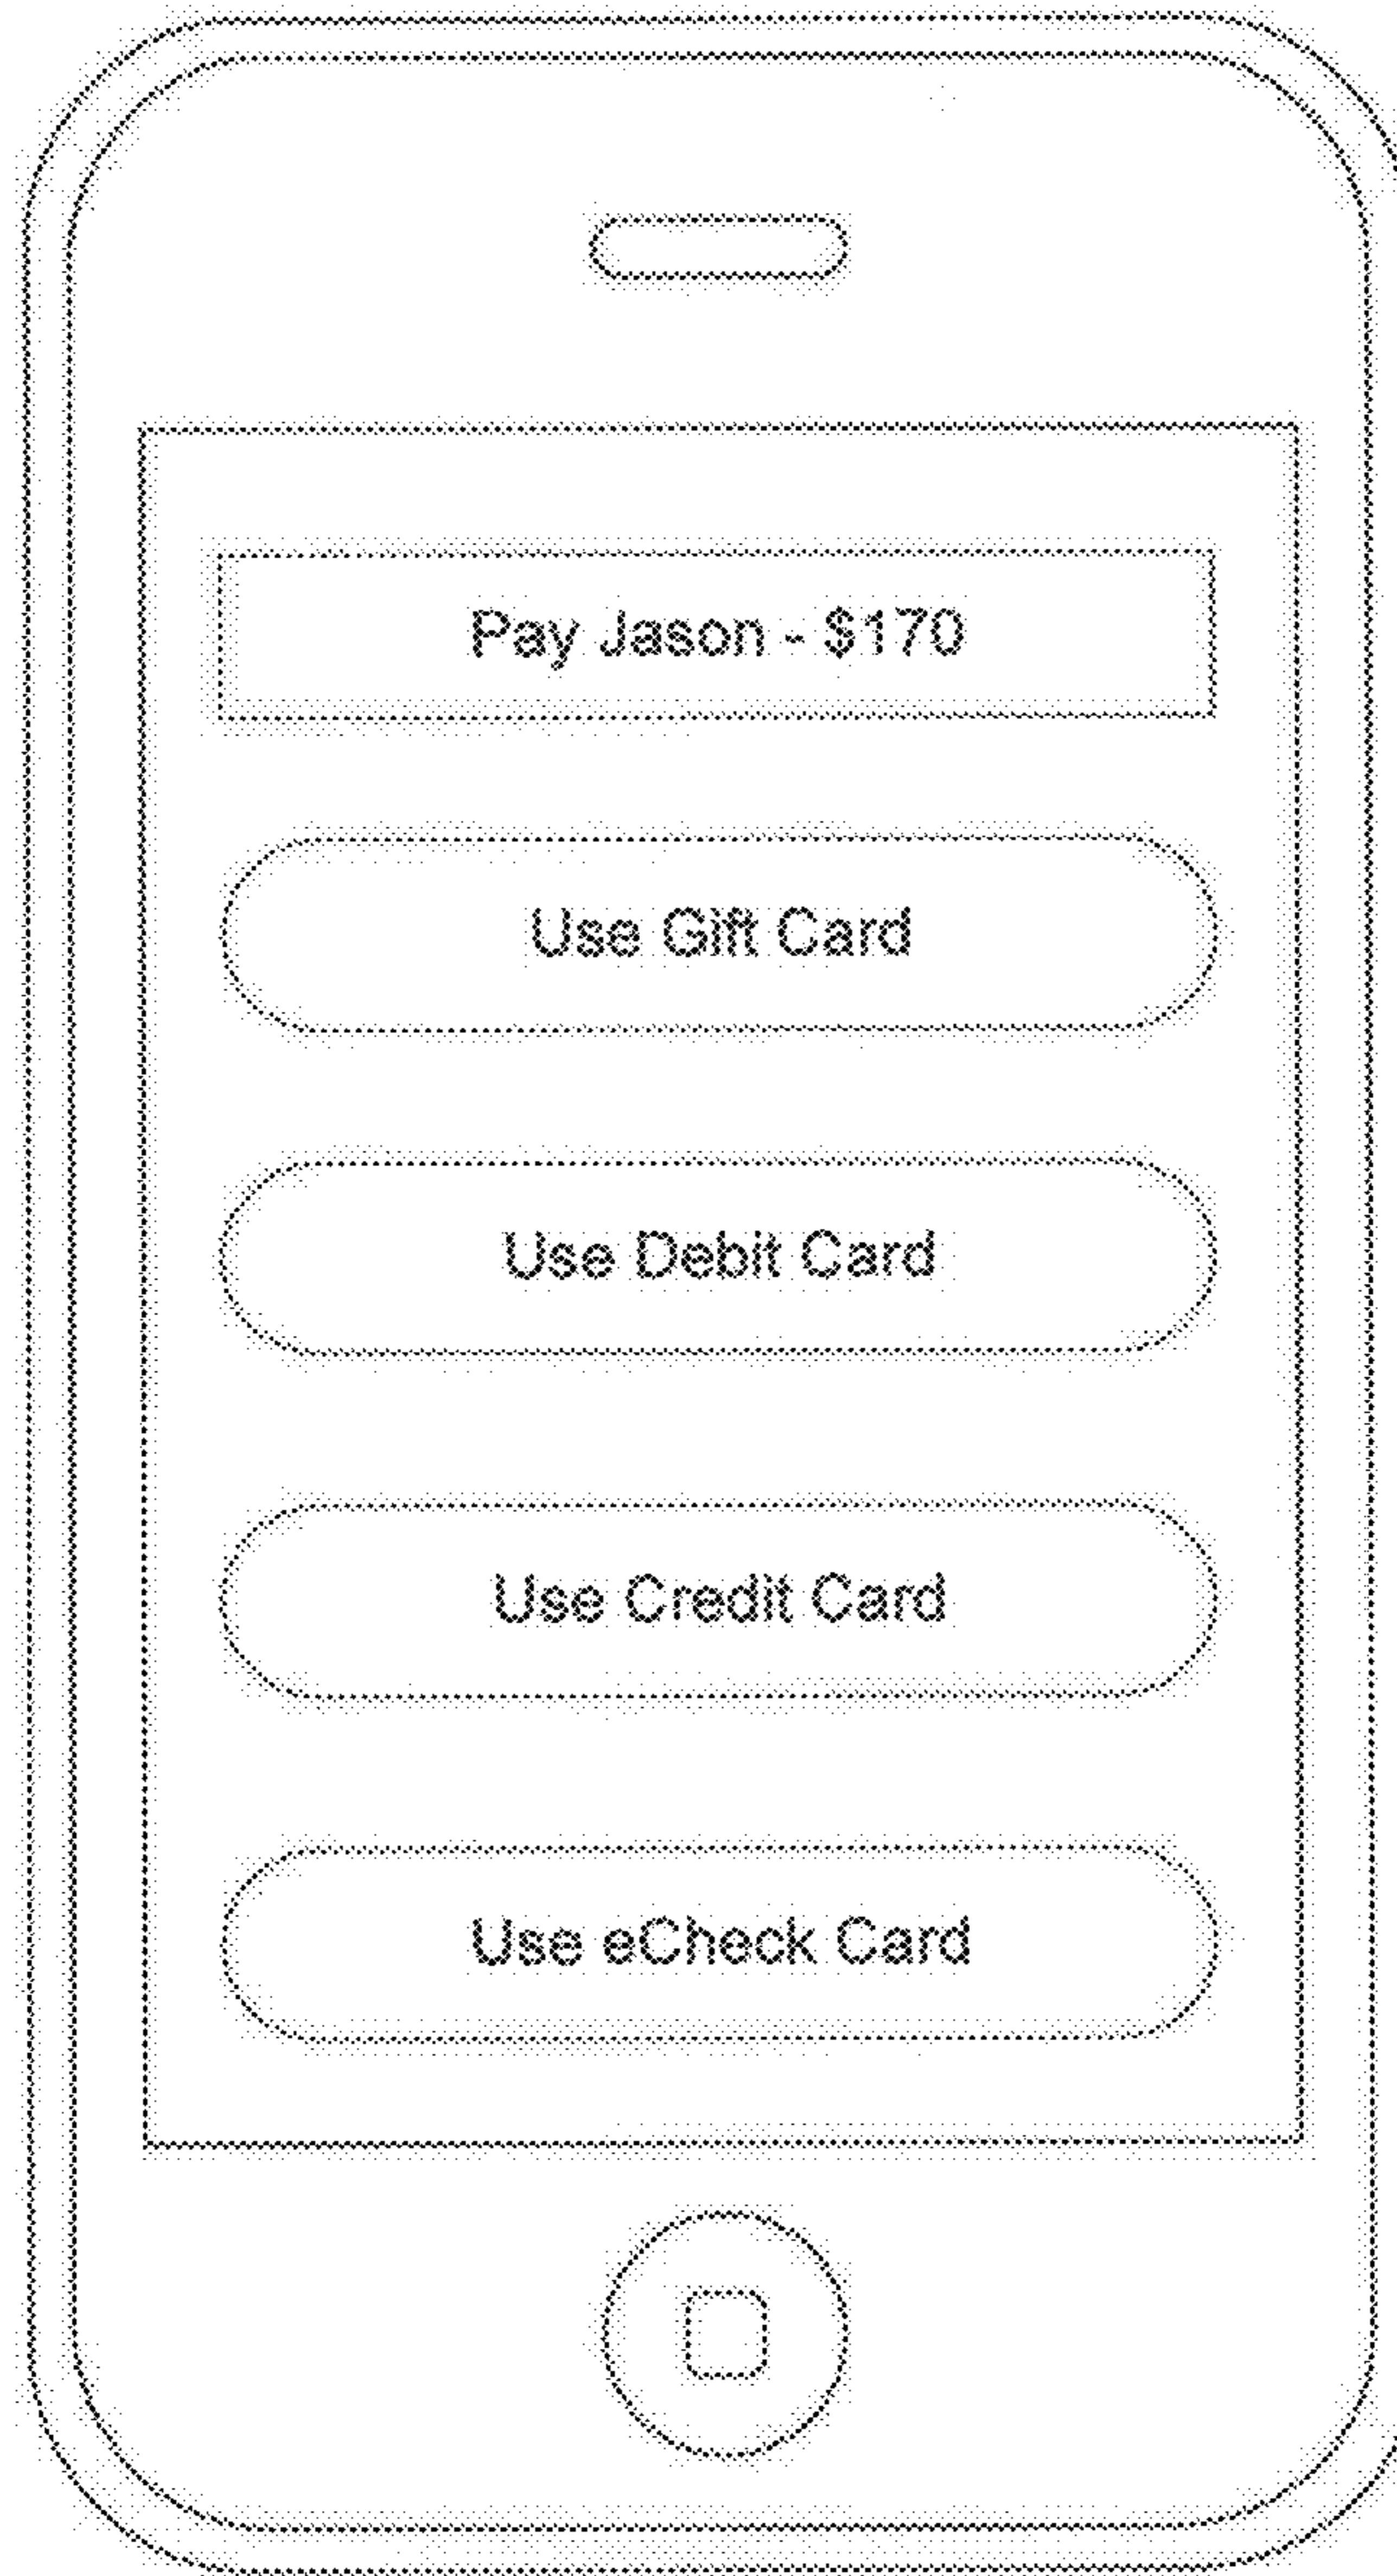 Pay Jason - $170
Use Gift Card
Use Debit Card
Use Credit Card
Use eCheck Card